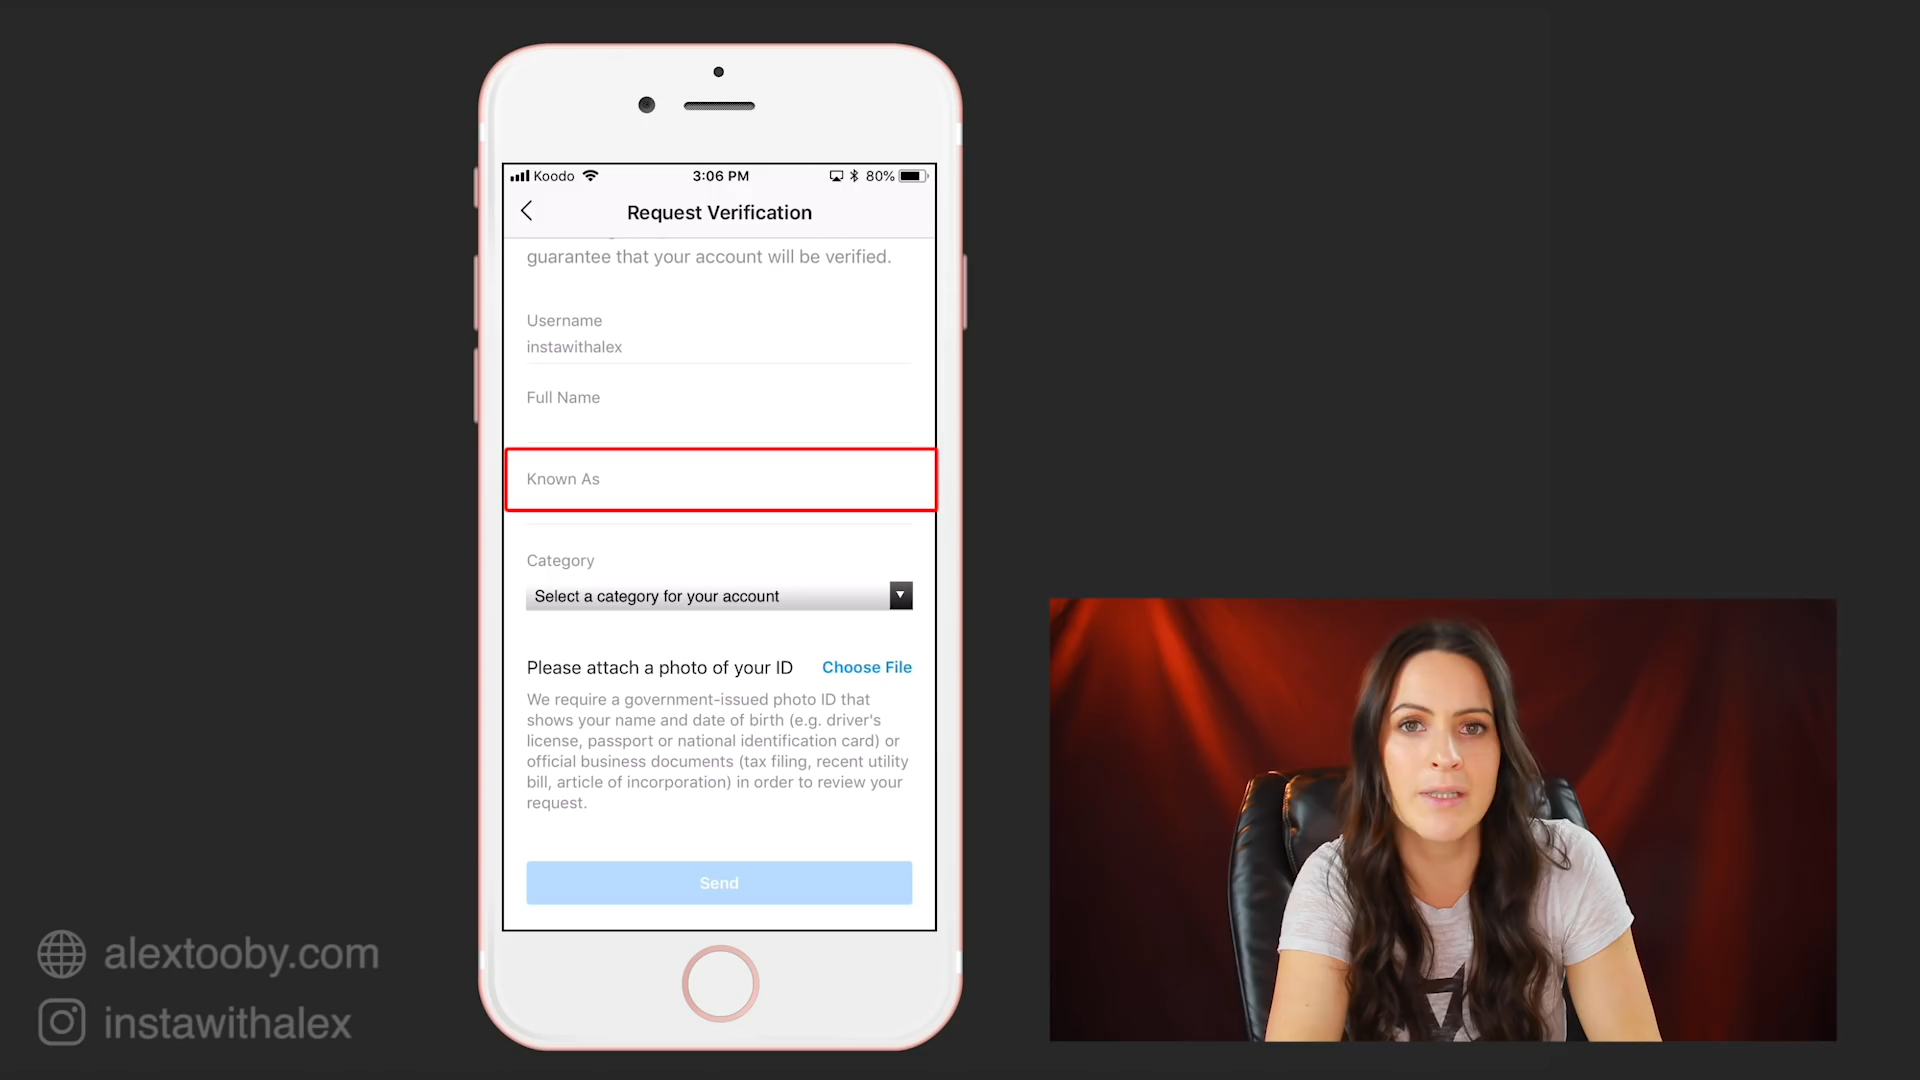 Koodo
3:06 PM
80%
Request Verification
guarantee that your account will be verified.
Username
instawithalex
Full Name
Known As
Category
Select a category for your account
Please attach a photo of your ID
Choose File
We require a government-issued photo ID that
shows your name and date of birth (e.g. driver's
license, passport or national identification card) or
official business documents (tax filing, recent utility
bill, article of incorporation) in order to review your
request.
Send
alextooby.com
instawithalex